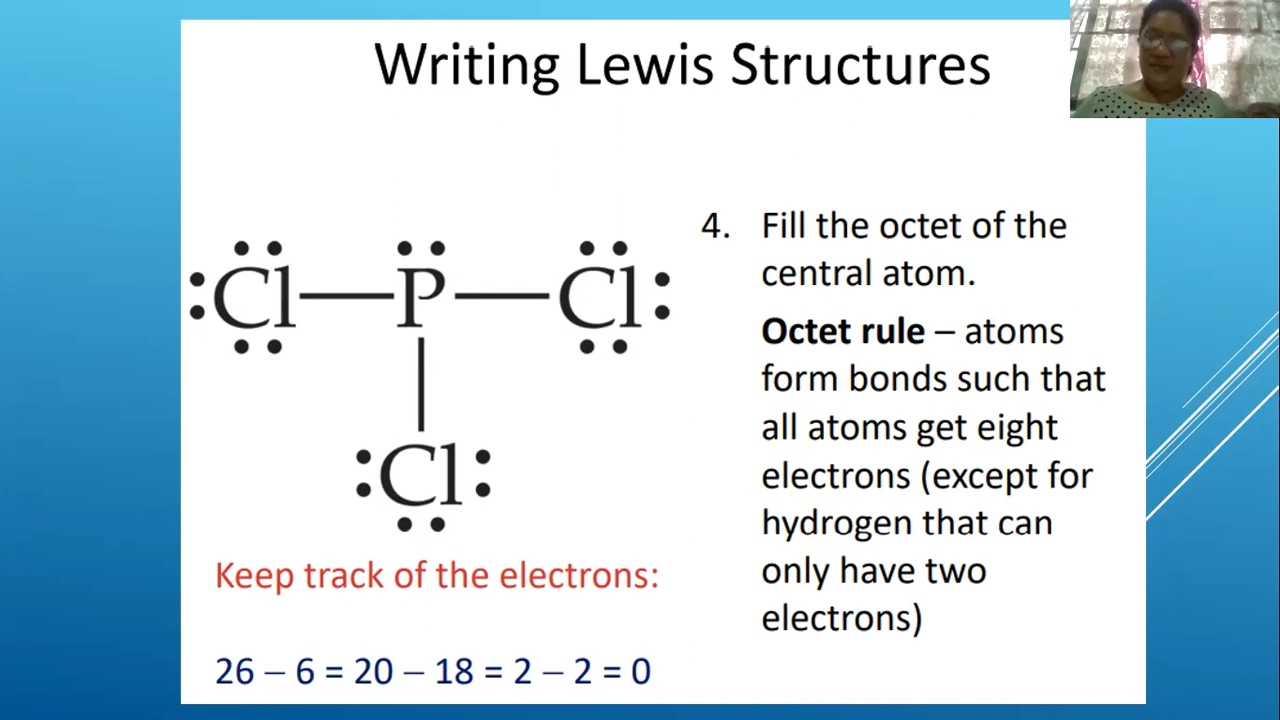 Writing Lewis Structures
Cl P Cl
Cl
Keep track of the electrons:
26 – 6 = 20 – 18 = 2 – 2 = 0
4. Fill the octet of the
central atom.
Octet rule – atoms
form bonds such that
all atoms get eight
electrons (except for
hydrogen that can
only have two
electrons)